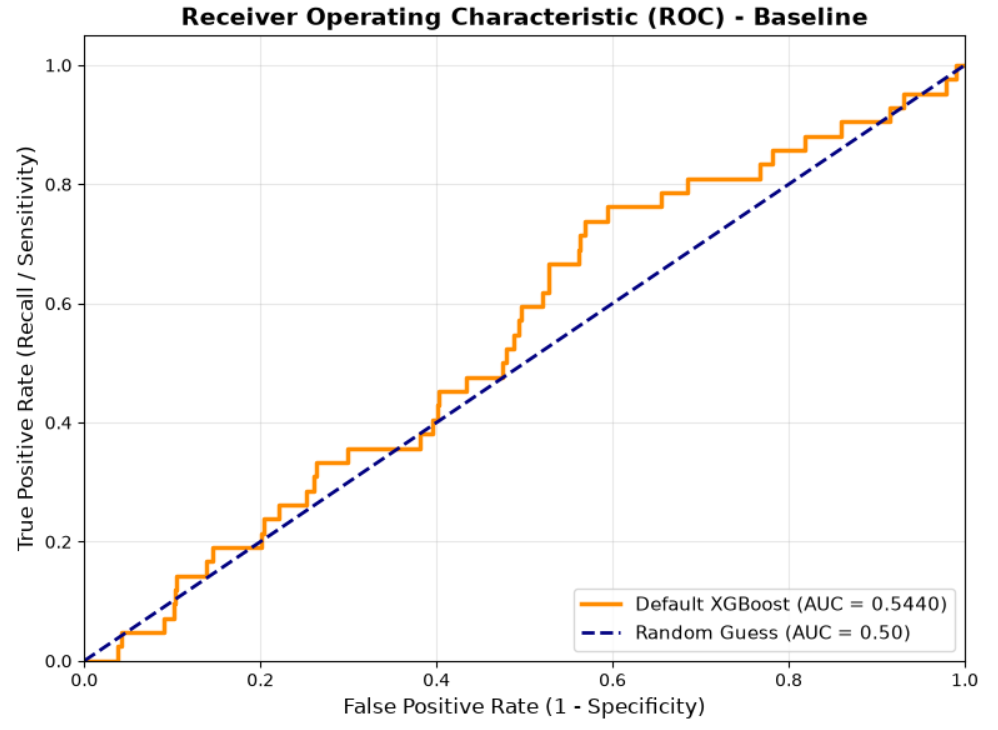 Receiver Operating Characteristic (ROC) - Baseline
True Positive Rate (Recall / Sensitivity)
1.0
0.8
0.6
0.4
0.2
0.0
Default XGBoost (AUC = 0.5440)
Random Guess (AUC = 0.50)
0.0 0.2 0.4 0.6 0.8 1.0
False Positive Rate (1 - Specificity)